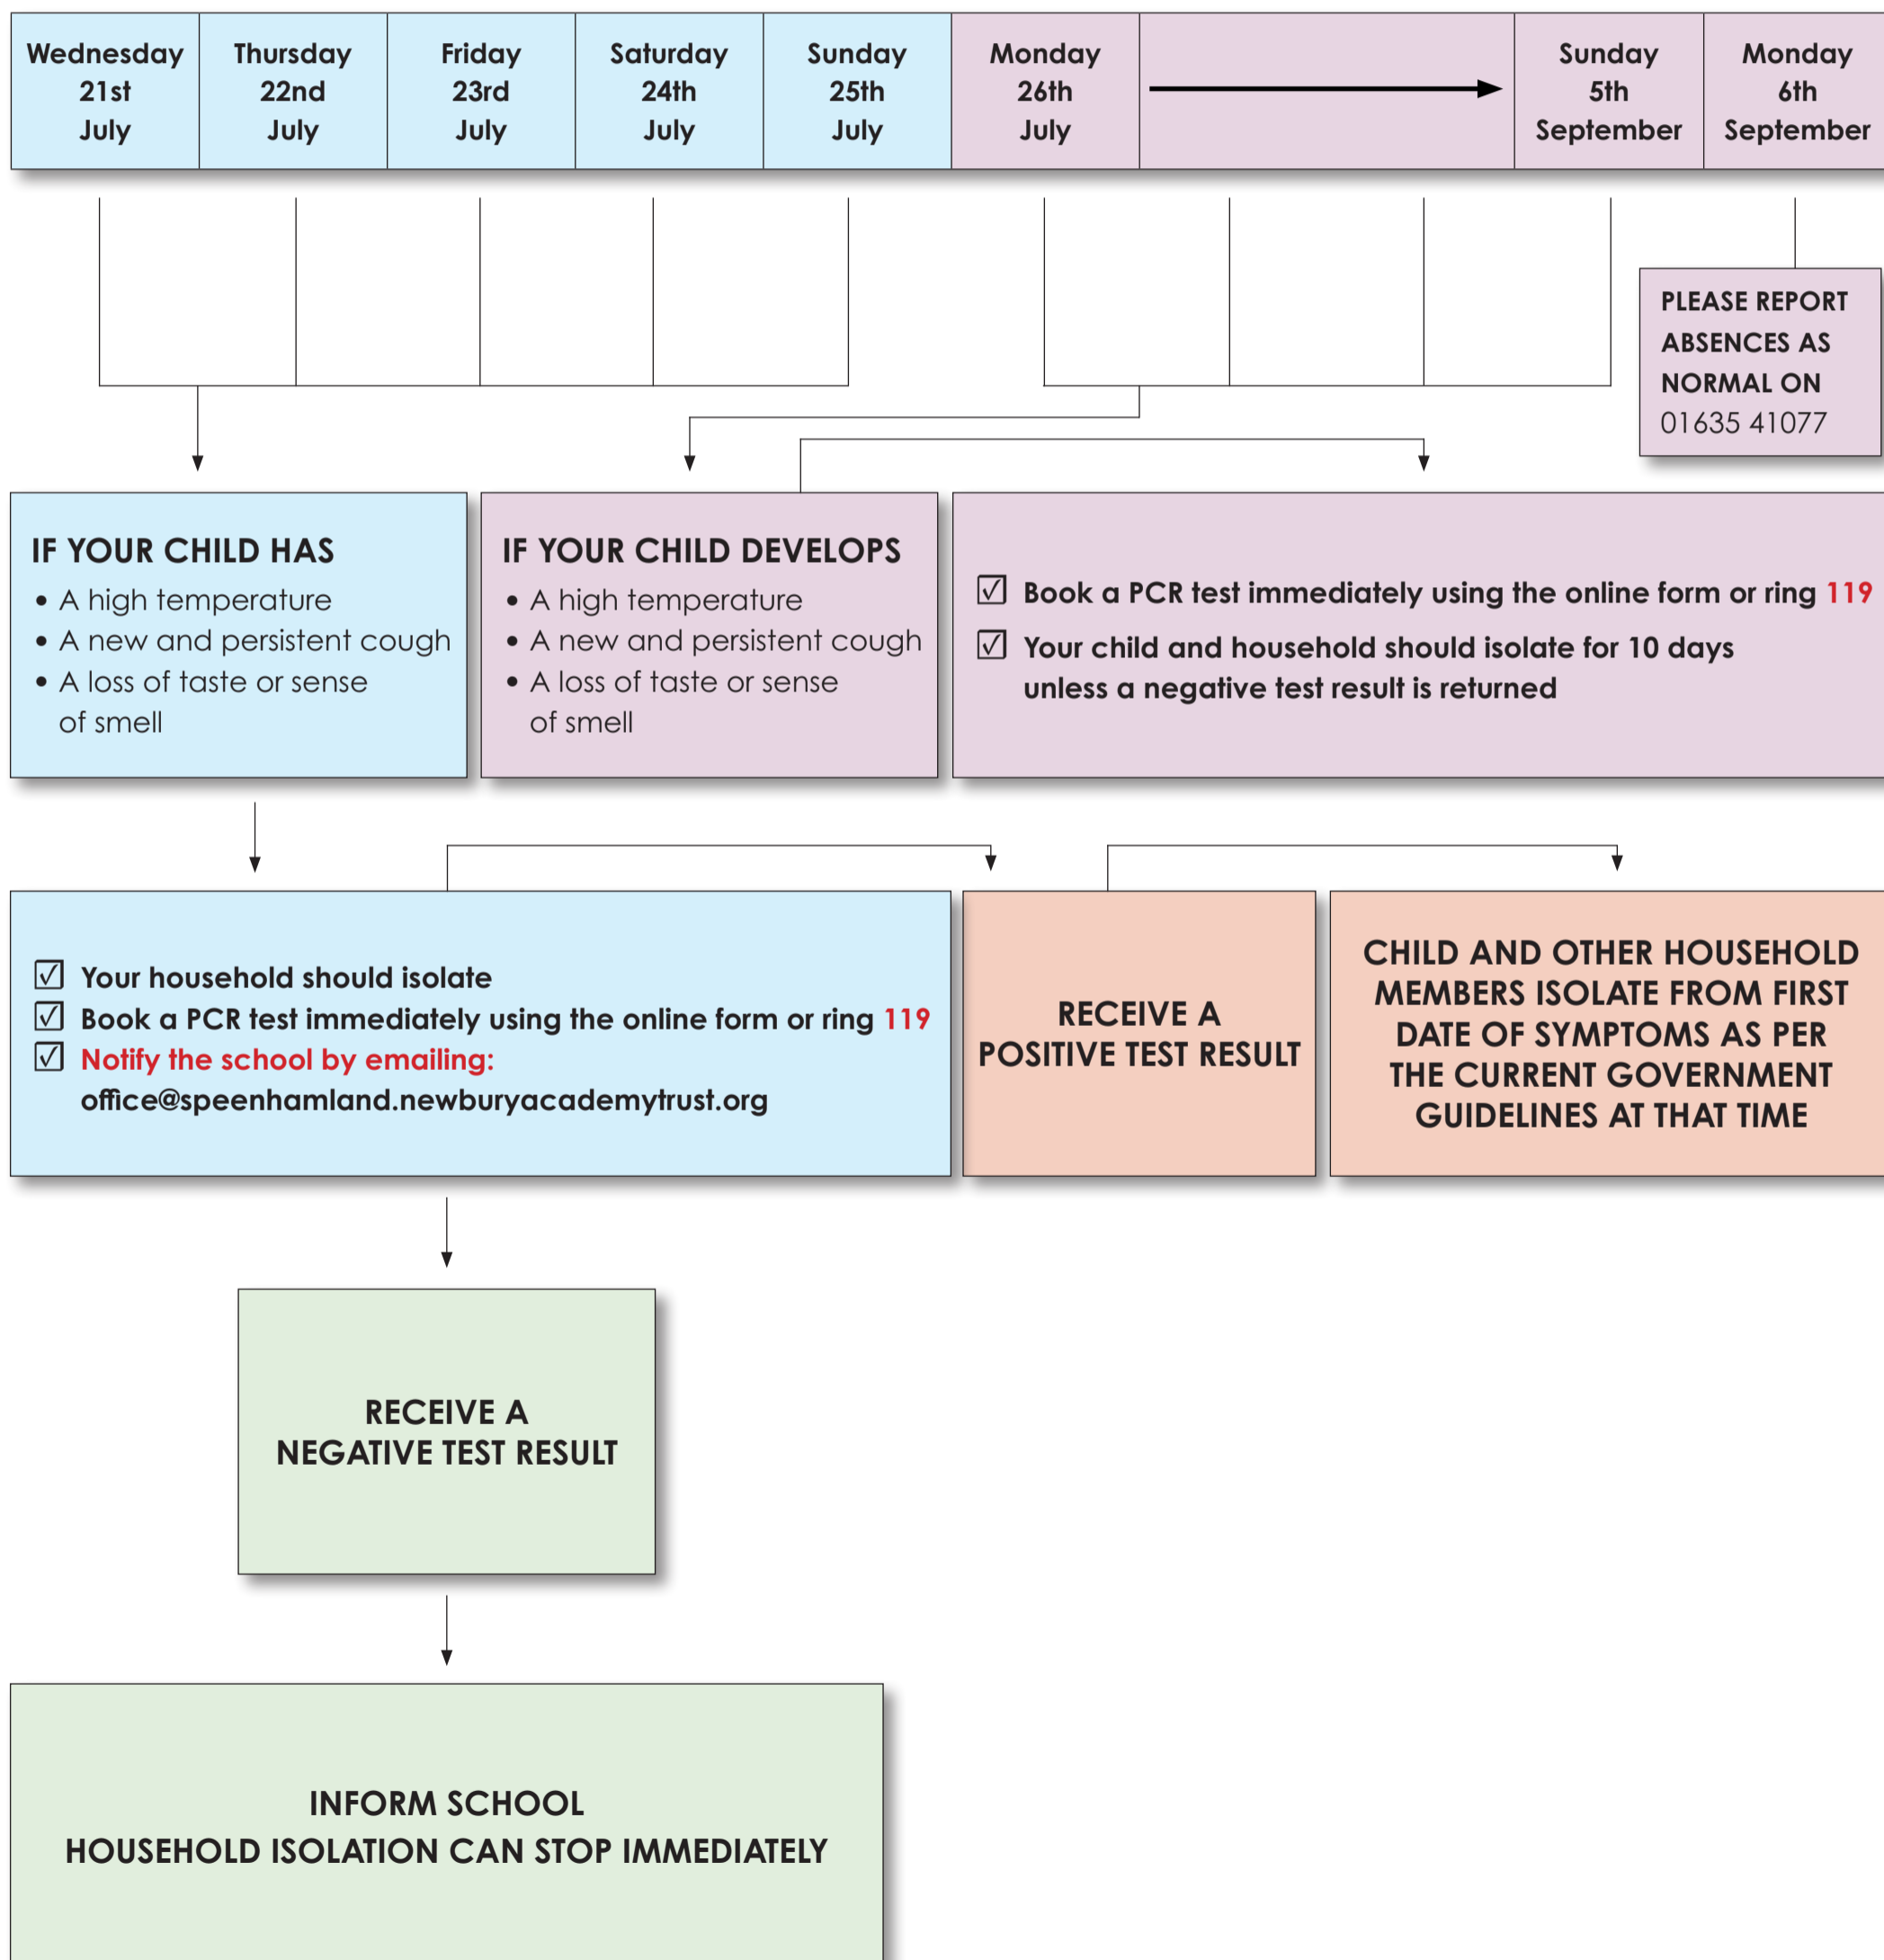 Wednesday
21st
July
Thursday
22nd
July
Friday
23rd
July
Saturday
24th
July
Sunday
25th
July
Monday
26th
July
Sunday
5th
September
Monday
6th
September
PLEASE REPORT
ABSENCES AS
NORMAL ON
01635 41077
IF YOUR CHILD HAS
• A high temperature
• A new and persistent cough
• A loss of taste or sense
of smell
IF YOUR CHILD DEVELOPS
• A high temperature
• A new and persistent cough
• A loss of taste or sense
of smell
☑ Book a PCR test immediately using the online form or ring 119
☑ Your child and household should isolate for 10 days
unless a negative test result is returned
☑ Your household should isolate
☑ Book a PCR test immediately using the online form or ring 119
☑ Notify the school by emailing:
office@speenhamland.newburyacademytrust.org
RECEIVE A
POSITIVE TEST RESULT
CHILD AND OTHER HOUSEHOLD
MEMBERS ISOLATE FROM FIRST
DATE OF SYMPTOMS AS PER
THE CURRENT GOVERNMENT
GUIDELINES AT THAT TIME
RECEIVE A
NEGATIVE TEST RESULT
INFORM SCHOOL
HOUSEHOLD ISOLATION CAN STOP IMMEDIATELY